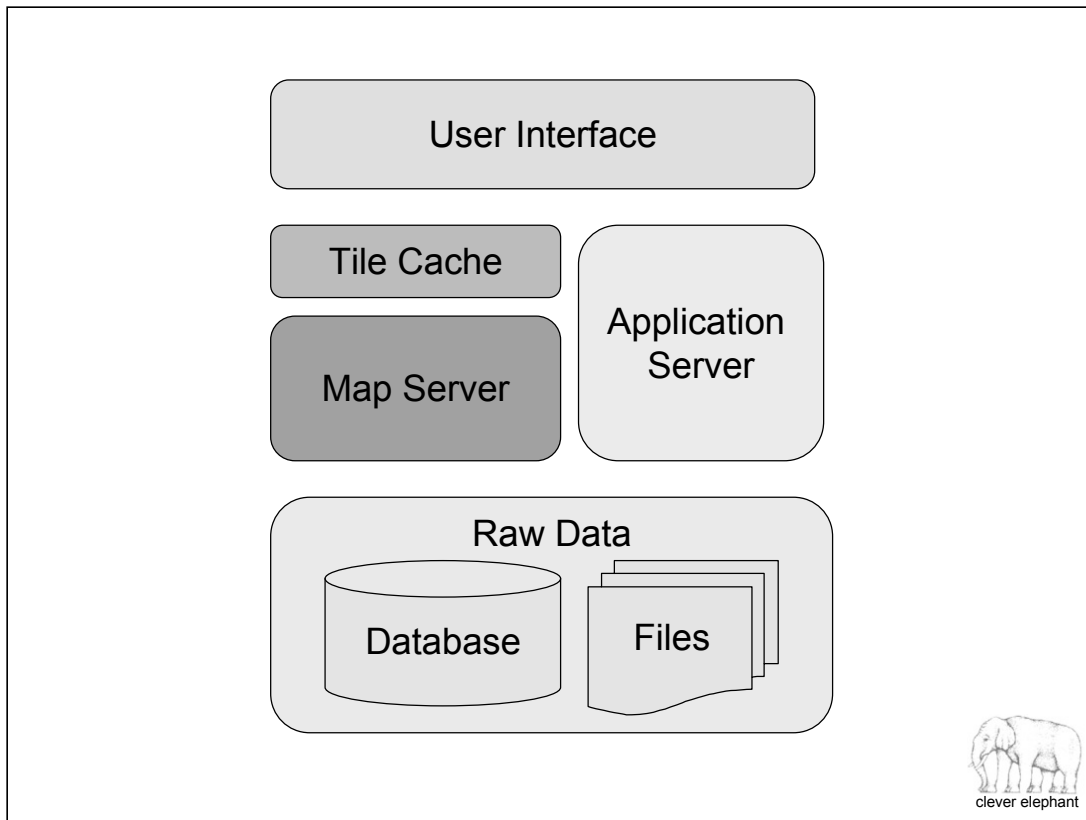 User Interface
Tile Cache
Map Server
Application
Server
Raw Data
Database
Files
clever elephant